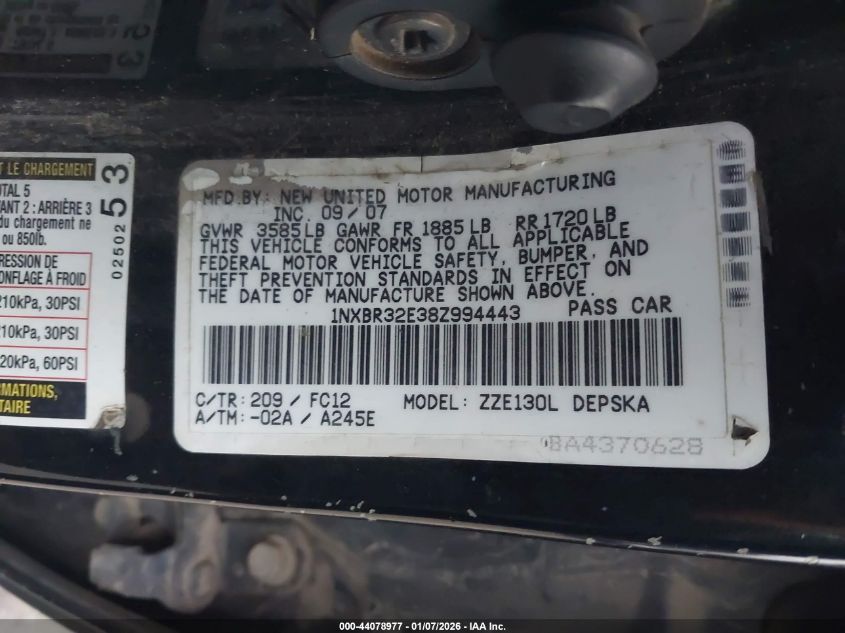 T LE CHARGEMENT
TAL 5
ANT 2 : ARRIÈRE 3
du chargement ne
ou 850lb.
RESSION DE
ONFLAGE À FROID
210kPa, 30PSI
210kPa, 30PSI
20kPa, 60PSI
MATIONS,
TAIRE
02502
53
MFD.BY: NEW UNITED MOTOR MANUFACTURING
INC. 09/07
GVWR 3585LB GAWR FR 1885LB RR 1720LB
THIS VEHICLE CONFORMS TO ALL APPLICABLE
FEDERAL MOTOR VEHICLE SAFETY, BUMPER, AND
THEFT PREVENTION STANDARDS IN EFFECT ON
THE DATE OF MANUFACTURE SHOWN ABOVE.
1NXBR32E38Z994443 PASS CAR
C/TR: 209 / FC12 MODEL: ZZE130L DEPSKA
A/TM: -02A / A245E
BA4370628
000-44078977 - 01/07/2026 - IAA Inc.